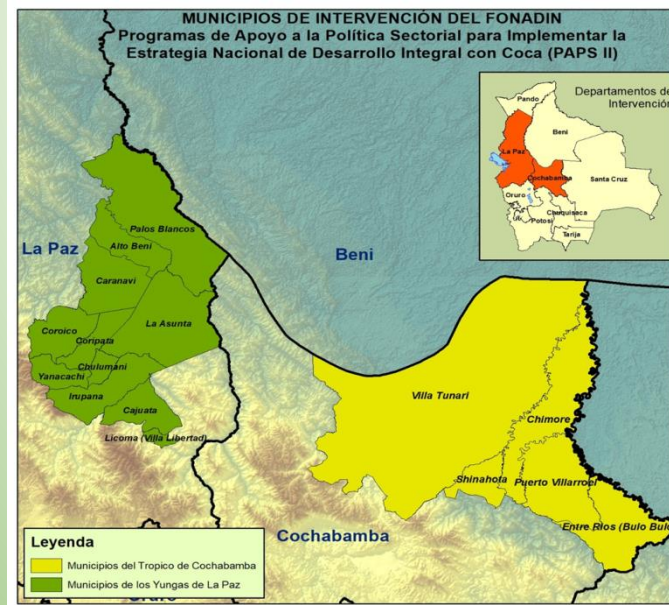 MUNICIPIOS DE INTERVENCIÓN DEL FONADIN
Programas de Apoyo a la Política Sectorial para Implementar la
Estrategia Nacional de Desarrollo Integral con Coca (PAPS II)
Departamentos de
Intervención
Pando
Beni
La Paz
Cochabamba
Santa Cruz
Oruro
Chuquisaca
Potosi
Tarija
La Paz
Beni
Palos Blancos
Alto Beni
Caranavi
La Asunta
Coroico
Coripata
Chulumani
Yanacachi
Irupana
Cajuata
Licoma (Villa Libertad)
Villa Tunari
Chimore
Shinahota
Puerto Villarroel
Entre Rios (Bulo Bulo
Cochabamba
Leyenda
Municipios del Tropico de Cochabamba
Municipios de los Yungas de La Paz